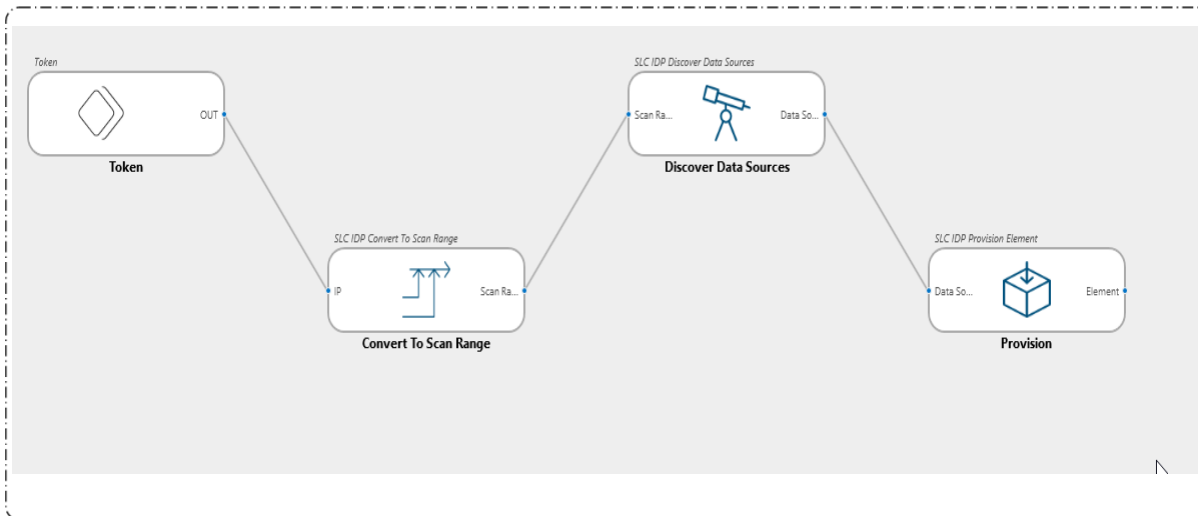 Token
OUT
Token
SLC IDP Convert To Scan Range
IP
Scan Ra...
Convert To Scan Range
SLC IDP Discover Data Sources
Scan Ra...
Data So...
Discover Data Sources
SLC IDP Provision Element
Data So...
Element
Provision